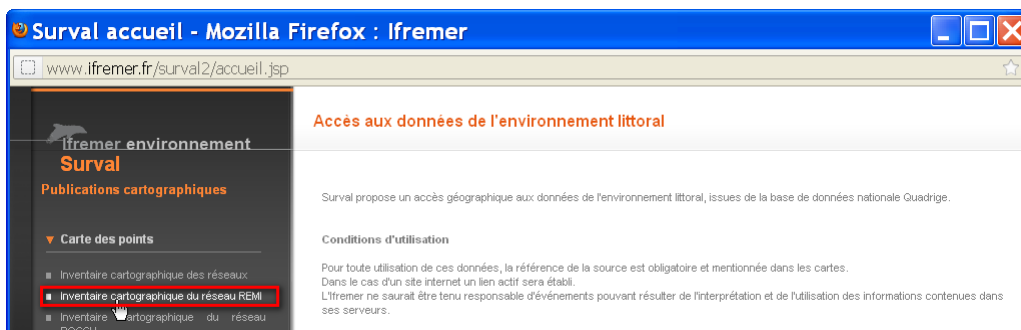 Surval accueil - Mozilla Firefox : Ifremer
www.ifremer.fr/surval2/accueil.jsp
Ifremer environnement
Surval
Publications cartographiques
Carte des points
Inventaire cartographique des réseaux
Inventaire cartographique du réseau REMI
Inventaire cartographique du réseau
Accès aux données de l'environnement littoral
Surval propose un accès géographique aux données de l'environnement littoral, issues de la base de données nationale Quadrige.
Conditions d'utilisation
Pour toute utilisation de ces données, la référence de la source est obligatoire et mentionnée dans les cartes.
Dans le cas d'un site internet un lien actif sera établi.
L'Ifremer ne saurait être tenu responsable d'événements pouvant résulter de l'interprétation et de l'utilisation des informations contenues dans
ses serveurs.